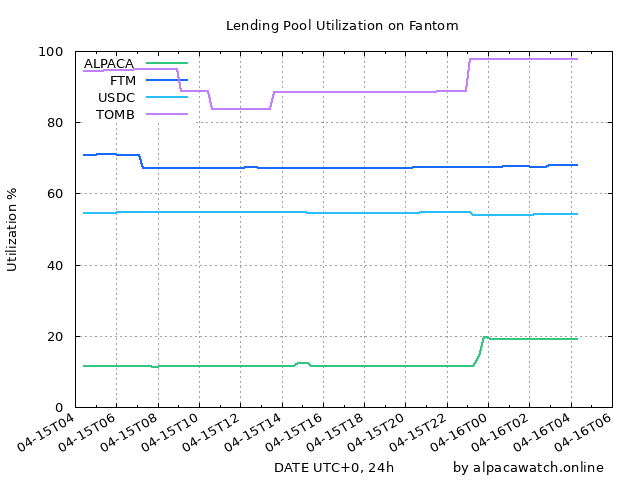 Lending Pool Utilization on Fantom
Utilization %
100
80
60
40
20
0
ALPACA
FTM
USDC
TOMB
04-15T04
04-15T06
04-15T08
04-15T10
04-15T12
04-15T14
04-15T16
04-15T18
04-15T20
04-15T22
04-16T00
04-16T02
04-16T04
04-16T06
DATE UTC+0, 24h
by alpacawatch.online